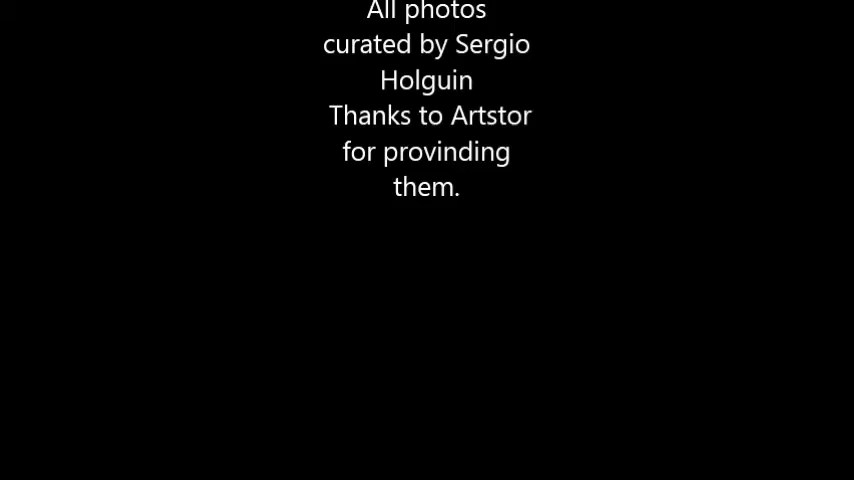 All photos
curated by Sergio
Holguin
Thanks to Artstor
for provinding
them.